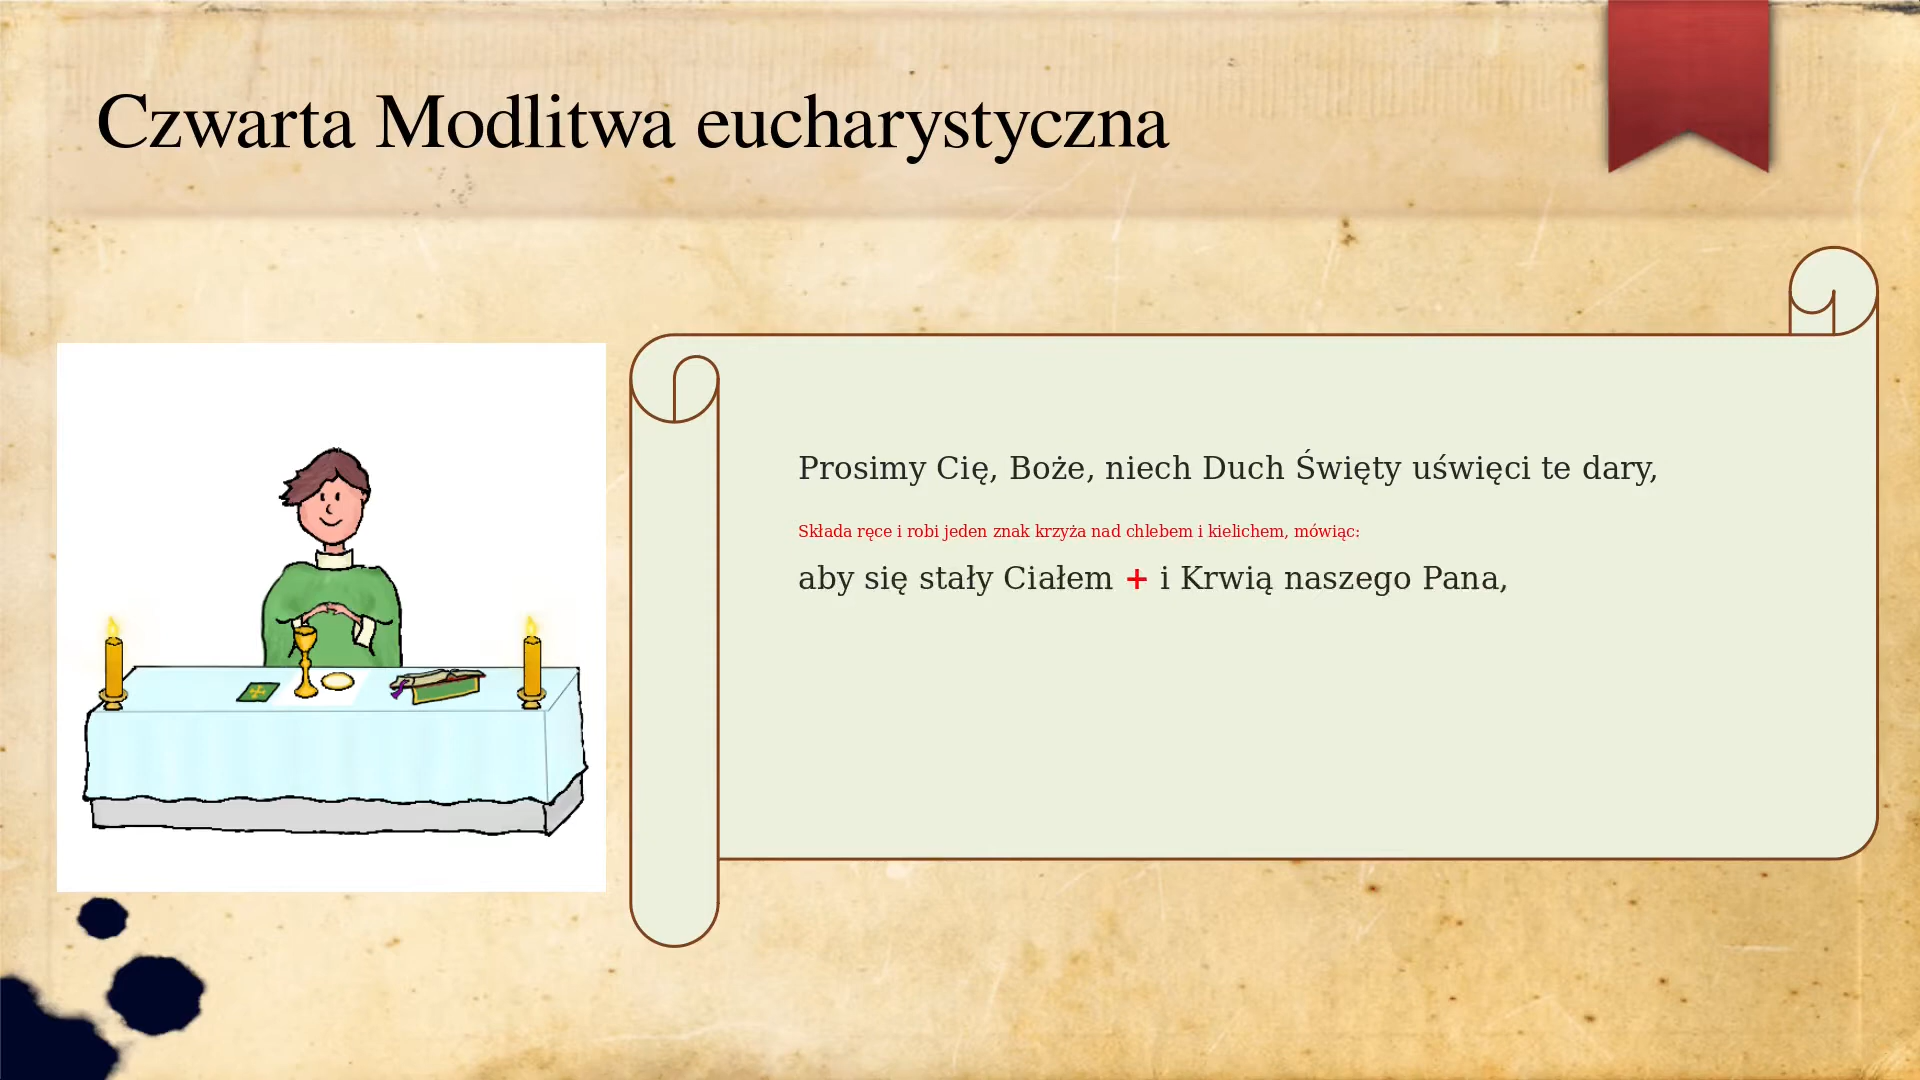 Czwarta Modlitwa eucharystyczna
Prosimy Cię, Boże, niech Duch Święty uświęci te dary,
Składa ręce i robi jeden znak krzyża nad chlebem i kielichem, mówiąc:
aby się stały Ciałem + i Krwią naszego Pana,